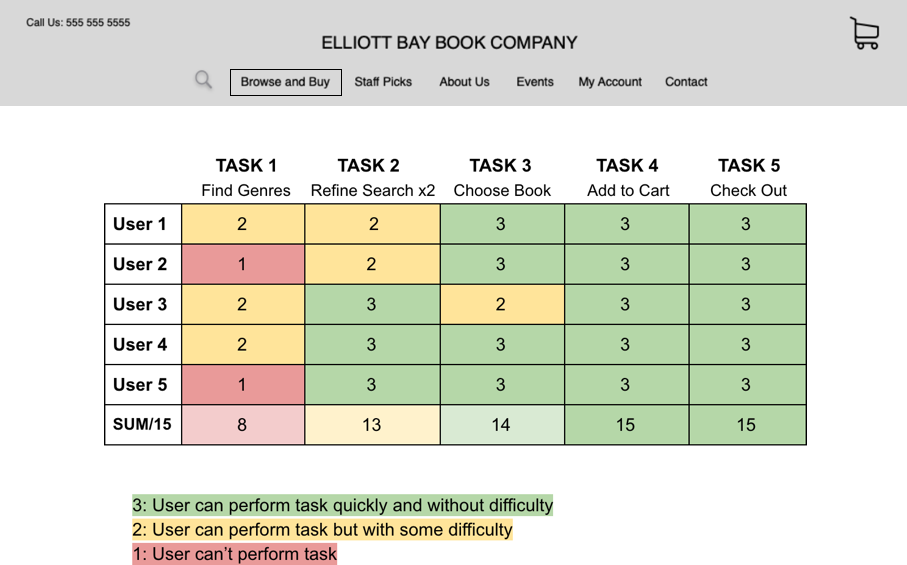 Call Us: 555 555 5555
ELLIOTT BAY BOOK COMPANY
Browse and Buy Staff Picks About Us Events My Account Contact
TASK 1 TASK 2 TASK 3 TASK 4 TASK 5
Find Genres Refine Search x2 Choose Book Add to Cart Check Out
User 1 2 2 3 3 3
User 2 1 2 3 3 3
User 3 2 3 2 3 3
User 4 2 3 3 3 3
User 5 1 3 3 3 3
SUM/15 8 13 14 15 15
3: User can perform task quickly and without difficulty
2: User can perform task but with some difficulty
1: User can’t perform task